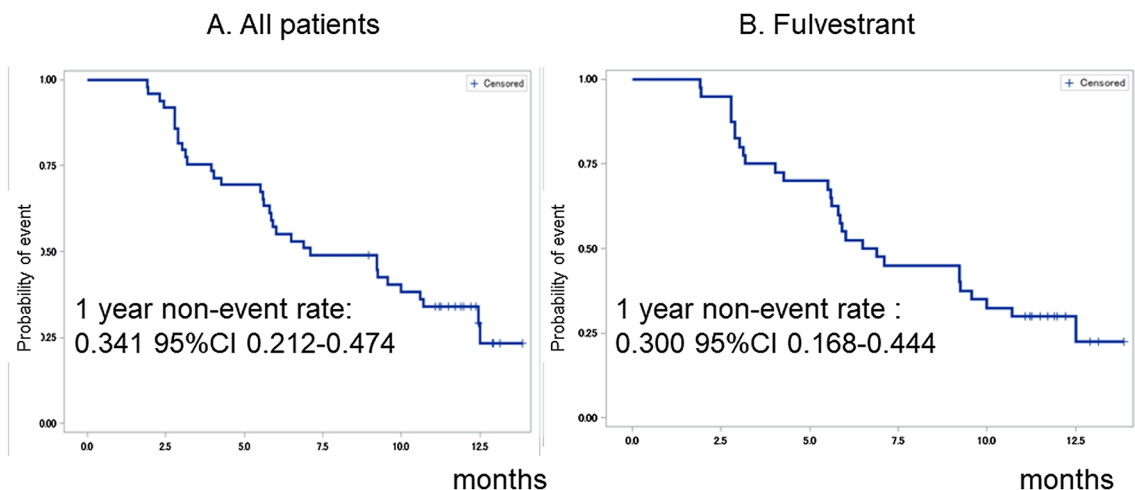 A. All patients
1.00
+ Censored
0.75
0.50
0.25
0.00
Probability of event
1 year non-event rate:
0.341 95%CI 0.212-0.474
0.0 2.5 5.0 7.5 10.0 12.5
months
B. Fulvestrant
1.00
+ Censored
0.75
0.50
0.25
0.00
Probability of event
1 year non-event rate :
0.300 95%CI 0.168-0.444
0.0 2.5 5.0 7.5 10.0 12.5
months